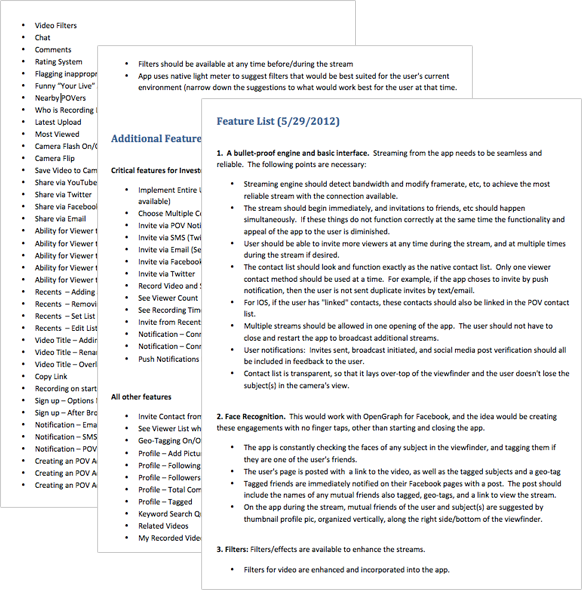 • Video Filters
• Chat
• Comments
• Rating System
• Flagging inappropr
• Funny "Your Live"
• Nearby POVers
• Who is Recording
• Latest Upload
• Most Viewed
• Camera Flash On/O
• Camera Flip
• Save Video to Cam
• Share via YouTube
• Share via Twitter
• Share via Facebook
• Share via Email
• Ability for Viewer t
• Ability for Viewer t
• Ability for Viewer t
• Ability for Viewer t
• Ability for Viewer t
• Recents – Adding
• Recents – Removi
• Recents – Set List
• Recents – Edit List
• Video Title – Addin
• Video Title – Rena
• Video Title – Overl
• Copy Link
• Recording on start
• Sign up – Options
• Sign up – After Bro
• Notification – Emai
• Notification – SMS
• Notification – POV
• Creating an POV A
• Creating an POV A
• Creating an POV A
• Filters should be available at any time before/during the stream
• App uses native light meter to suggest filters that would be best suited for the user's current
environment (narrow down the suggestions to what would work best for the user at that time.
Additional Feature
Critical features for Invest
• Implement Entire
available)
• Choose Multiple C
• Invite via POV Noti
• Invite via SMS (Twi
• Invite via Email (Se
• Invite via Facebook
• Invite via Twitter
• Record Video and S
• See Viewer Count
• See Recording Time
• Invite from Recent
• Notification – Conn
• Notification – Conn
• Push Notifications
All other features
• Invite Contact from
• See Viewer List wh
• Geo-Tagging On/O
• Profile – Add Pictu
• Profile – Following
• Profile – Followers
• Profile – Total Com
• Profile – Tagged
• Keyword Search Q
• Related Videos
• My Recorded Vide
Feature List (5/29/2012)
1. A bullet-proof engine and basic interface. Streaming from the app needs to be seamless and
reliable. The following points are necessary:
• Streaming engine should detect bandwidth and modify framerate, etc, to achieve the most
reliable stream with the connection available.
• The stream should begin immediately, and invitations to friends, etc should happen
simultaneously. If these things do not function correctly at the same time the functionality and
appeal of the app to the user is diminished.
• User should be able to invite more viewers at any time during the stream, and at multiple times
during the stream if desired.
• The contact list should look and function exactly as the native contact list. Only one viewer
contact method should be used at a time. For example, if the app choses to invite by push
notification, then the user is not sent duplicate invites by text/email.
• For IOS, if the user has "linked" contacts, these contacts should also be linked in the POV contact
list.
• Multiple streams should be allowed in one opening of the app. The user should not have to
close and restart the app to broadcast additional streams.
• User notifications: invites sent, broadcast initiated, and social media post verification should all
be included in feedback to the user.
• Contact list is transparent, so that it lays over-top of the viewfinder and the user doesn't lose the
subject(s) in the camera's view.
2. Face Recognition. This would work with OpenGraph for Facebook, and the idea would be creating
these engagements with no finger taps, other than starting and closing the app.
• The app is constantly checking the faces of any subject in the viewfinder, and tagging them if
they are one of the user's friends.
• The user's page is posted with a link to the video, as well as the tagged subjects and a geo-tag
• Tagged friends are immediately notified on their Facebook pages with a post. The post should
include the names of any mutual friends also tagged, geo-tags, and a link to view the stream.
• On the app during the stream, mutual friends of the user and subject(s) are suggested by
thumbnail profile pic, organized vertically, along the right side/bottom of the viewfinder.
3. Filters: Filters/effects are available to enhance the streams.
• Filters for video are enhanced and incorporated into the app.